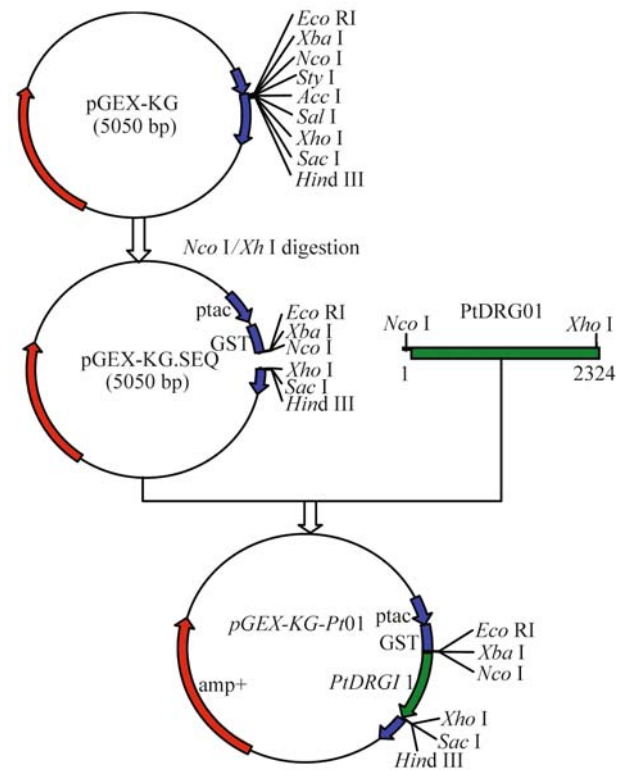 Eco RI
Xba I
Nco I
Sty I
Acc I
Sal I
Xho I
Sac I
Hind III
pGEX-KG
(5050 bp)
Nco I/Xh I digestion
ptac
GST
Eco RI
Xba I
Nco I
Xho I
Sac I
Hind III
pGEX-KG.SEQ
(5050 bp)
PtDRG01
Nco I
Xho I
1
2324
pGEX-KG-Pt01
ptac
GST
PtDRGI 1
amp+
Eco RI
Xba I
Nco I
Xho I
Sac I
Hind III